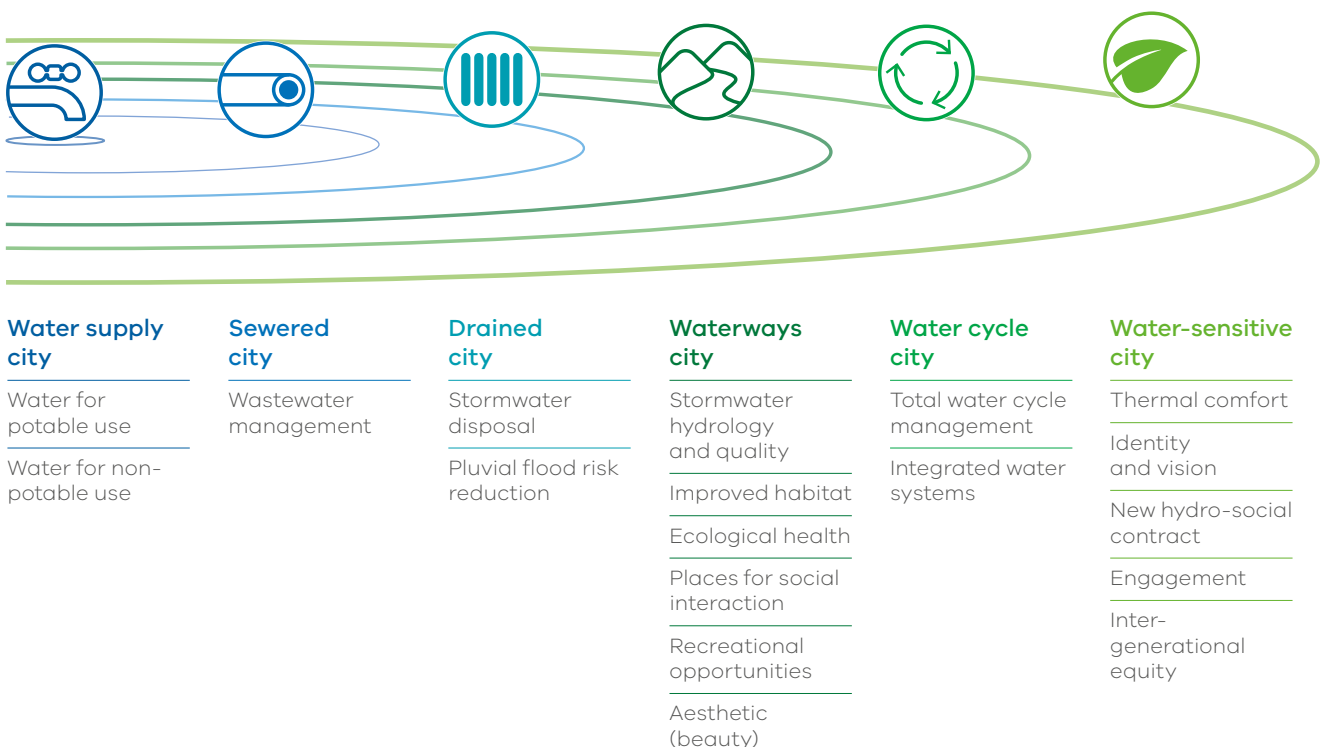 Water supply
city
Water for
potable use
Water for non-
potable use
Sewered
city
Wastewater
management
Drained
city
Stormwater
disposal
Pluvial flood risk
reduction
Waterways
city
Stormwater
hydrology
and quality
Improved habitat
Ecological health
Places for social
interaction
Recreational
opportunities
Aesthetic
(beauty)
Water cycle
city
Total water cycle
management
Integrated water
systems
Water-sensitive
city
Thermal comfort
Identity
and vision
New hydro-social
contract
Engagement
Inter-
generational
equity